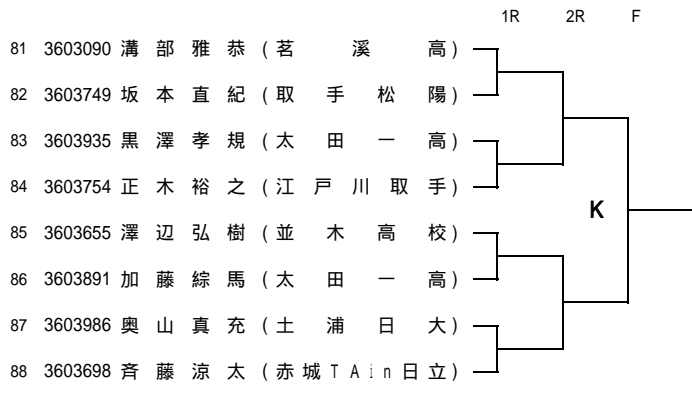 1R 2R F
81 3603090 溝部雅恭(茗溪高)
82 3603749 坂本直紀(取手松陽)
83 3603935 黒澤孝規(太田一高)
84 3603754 正木裕之(江戸川取手)
K
85 3603655 澤辺弘樹(並木高校)
86 3603891 加藤綜馬(太田一高)
87 3603986 奥山真充(土浦日大)
88 3603698 斉藤涼太(赤城TAin日立)